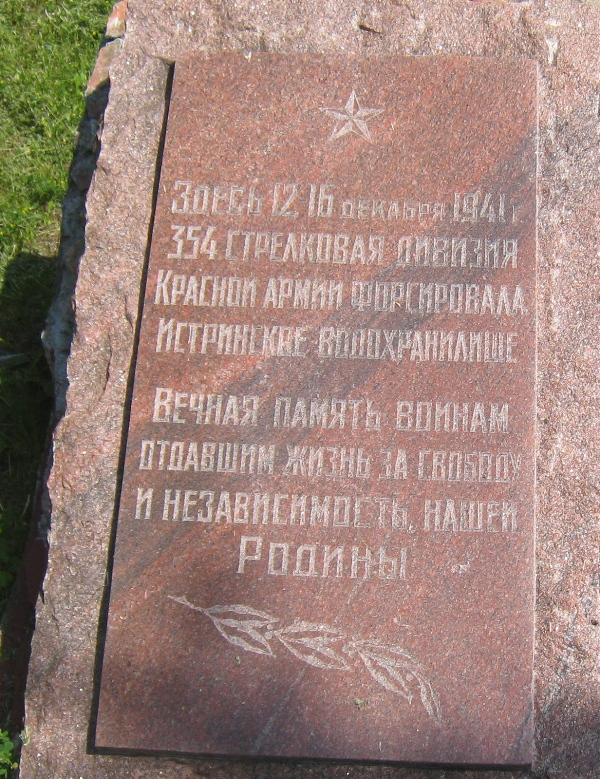 Здесь 12, 16 декабря 1941 г.
354 стрелковая дивизия
Красной Армии форсировала
Истринское водохранилище
Вечная память воинам
отдавшим жизнь за свободу
и независимость, нашей
Родины